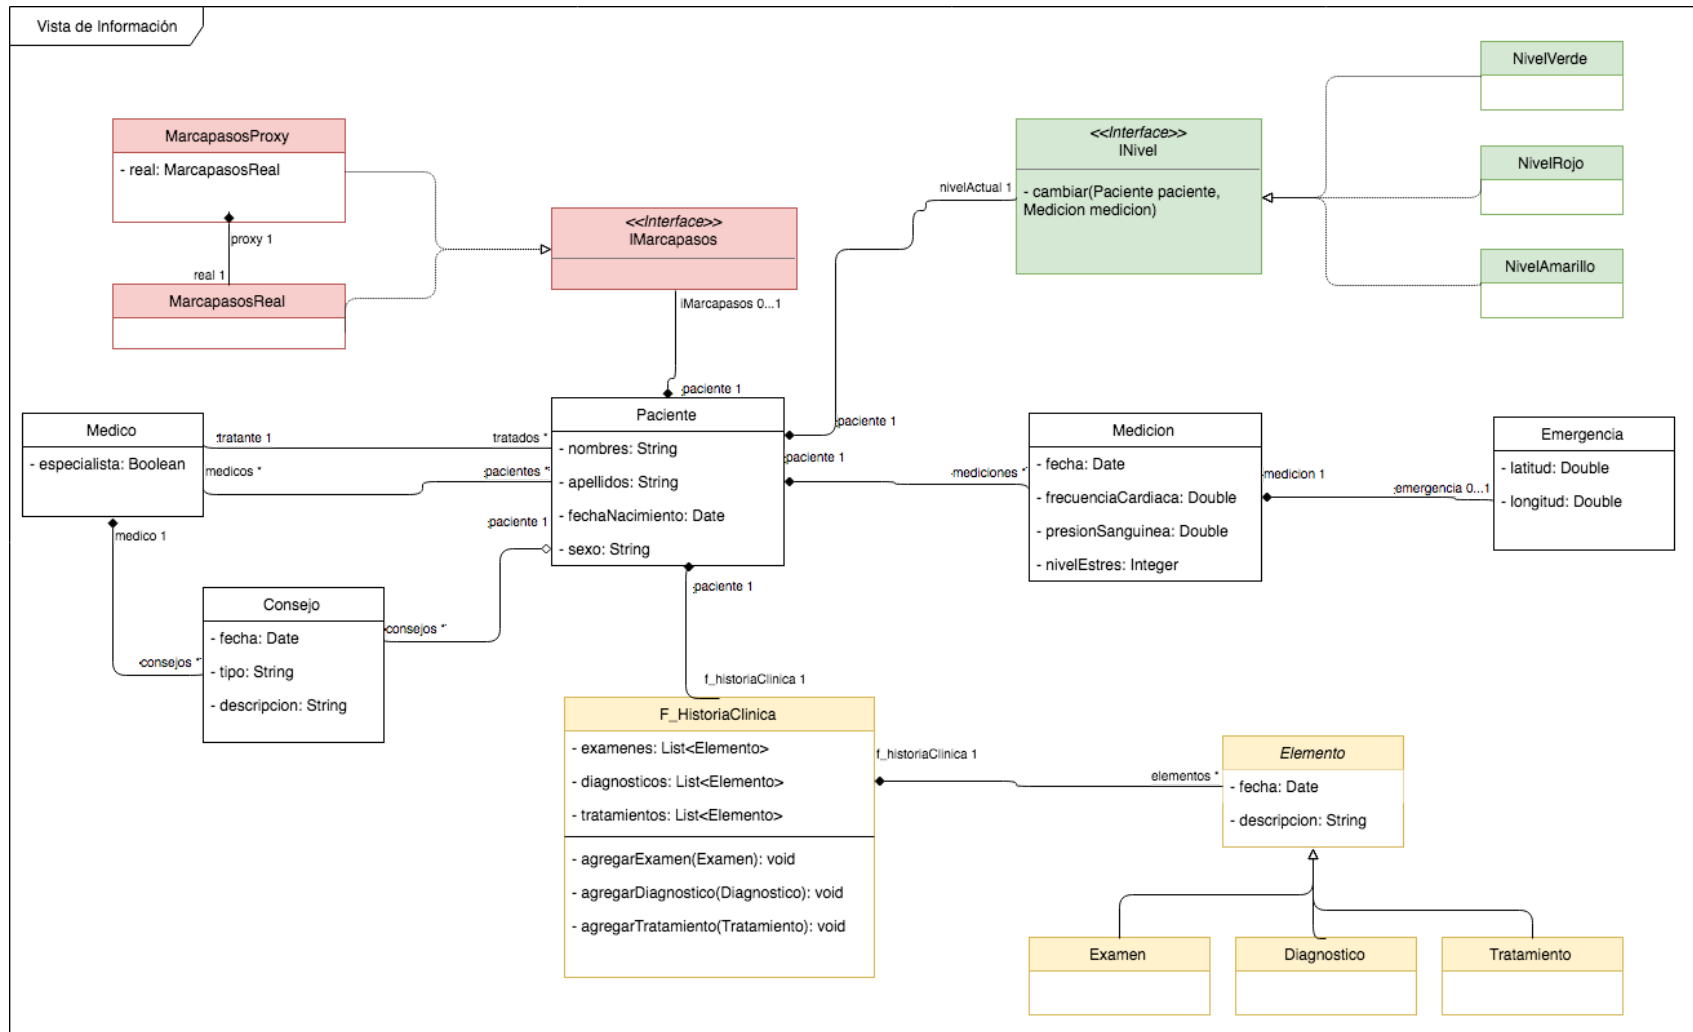 Vista de Información
NivelVerde
MarcapasosProxy
- real: MarcapasosReal
<<Interface>>
INivel
- cambiar(Paciente paciente,
Medicion medicion)
NivelRojo
nivelActual 1
<<Interface>>
IMarcapasos
proxy 1
real 1
MarcapasosReal
NivelAmarillo
iMarcapasos 0...1
paciente 1
Medico
- especialista: Boolean
tratante 1
tratados *
medicos *
pacientes *
Paciente
- nombres: String
- apellidos: String
- fechaNacimiento: Date
- sexo: String
paciente 1
paciente 1
mediciones *
Medicion
- fecha: Date
- frecuenciaCardiaca: Double
- presionSanguinea: Double
- nivelEstres: Integer
medicion 1
emergencia 0...1
Emergencia
- latitud: Double
- longitud: Double
medico 1
paciente 1
paciente 1
Consejo
- fecha: Date
- tipo: String
- descripcion: String
consejos *
consejos *
f_historiaClinica 1
F_HistoriaClinica
- examenes: List<Elemento>
- diagnosticos: List<Elemento>
- tratamientos: List<Elemento>
- agregarExamen(Examen): void
- agregarDiagnostico(Diagnostico): void
- agregarTratamiento(Tratamiento): void
f_historiaClinica 1
elementos *
Elemento
- fecha: Date
- descripcion: String
Examen
Diagnostico
Tratamiento